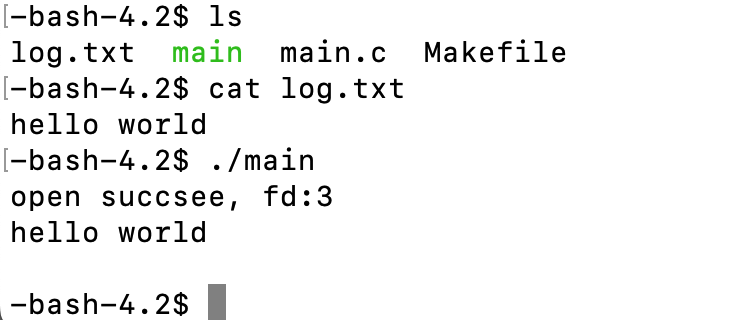 [-bash-4.2$ ls
log.txt  main  main.c  Makefile
[-bash-4.2$ cat log.txt
hello world
[-bash-4.2$ ./main
open succsee, fd:3
hello world
-bash-4.2$